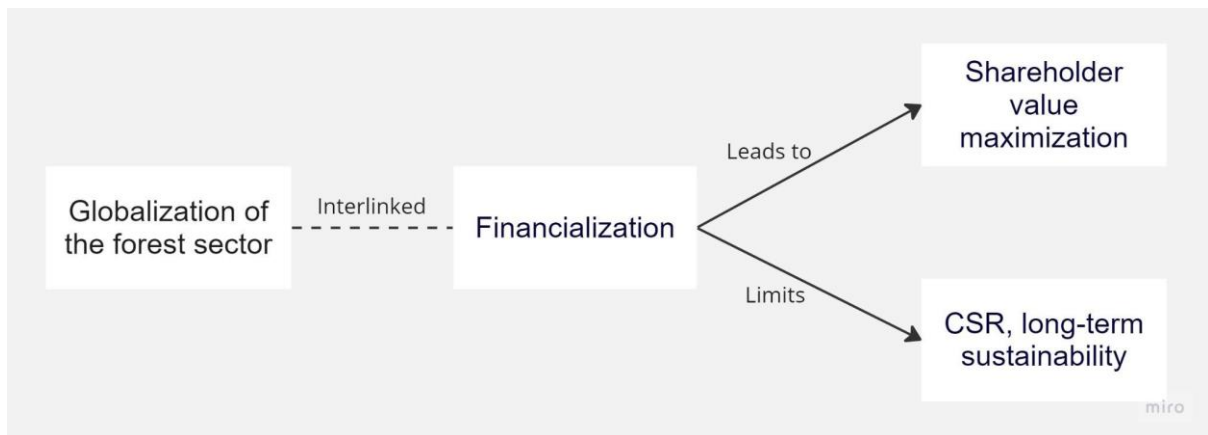 Globalization of
the forest sector
Interlinked
Financialization
Leads to
Limits
Shareholder
value
maximization
CSR, long-term
sustainability
miro